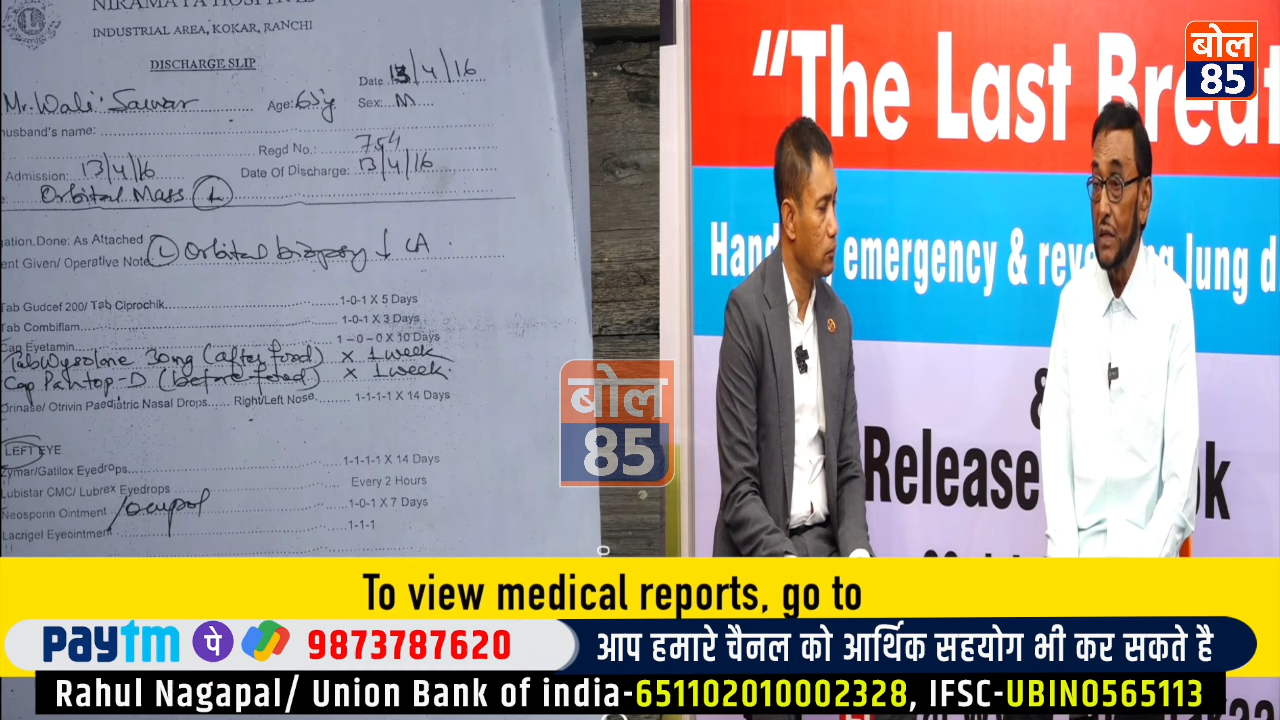 NIRAMAYA HOSPITAL
INDUSTRIAL AREA, KOKAR, RANCHI
DISCHARGE SLIP
Date 13/4/16
Mr. Wali Sarwar Age: 65y Sex: M
husband's name:
Regd No.: 754
Admission: 13/4/16 Date Of Discharge: 13/4/16
Orbital Mass L
gation,Done: As Attached
ent Given/ Operative Note L Orbital biopsy ↓ LA
Tab Gudcef 200/ Tab Ciprochik 1-0-1 X 5 Days
Tab Combiflam 1-0-1 X 3 Days
Cap Eyetamin 1-0-0 X 10 Days
Tab Wysolone 30mg (after food) x 1 week
Cap Pantop-D (before food) x 1 week
Drinase/ Otrivin Paediatric Nasal Drops Right/Left Nose 1-1-1-1 X 14 Days
LEFT EYE
Zymar/Gatilox Eyedrops 1-1-1-1 X 14 Days
Lubistar CMC/ Lubrex Eyedrops Every 2 Hours
Neosporin Ointment / Ocupol 1-0-1 X 7 Days
Lacrigel Eyeointment 1-1-1
बोल
85
"The Last Breat
बोल
85
Hand emergency & reve ng lung d
&
Release ok
To view medical reports, go to
paytm पे 9873787620 आप हमारे चैनल को आर्थिक सहयोग भी कर सकते है
Rahul Nagapal/ Union Bank of india-651102010002328, IFSC-UBIN0565113